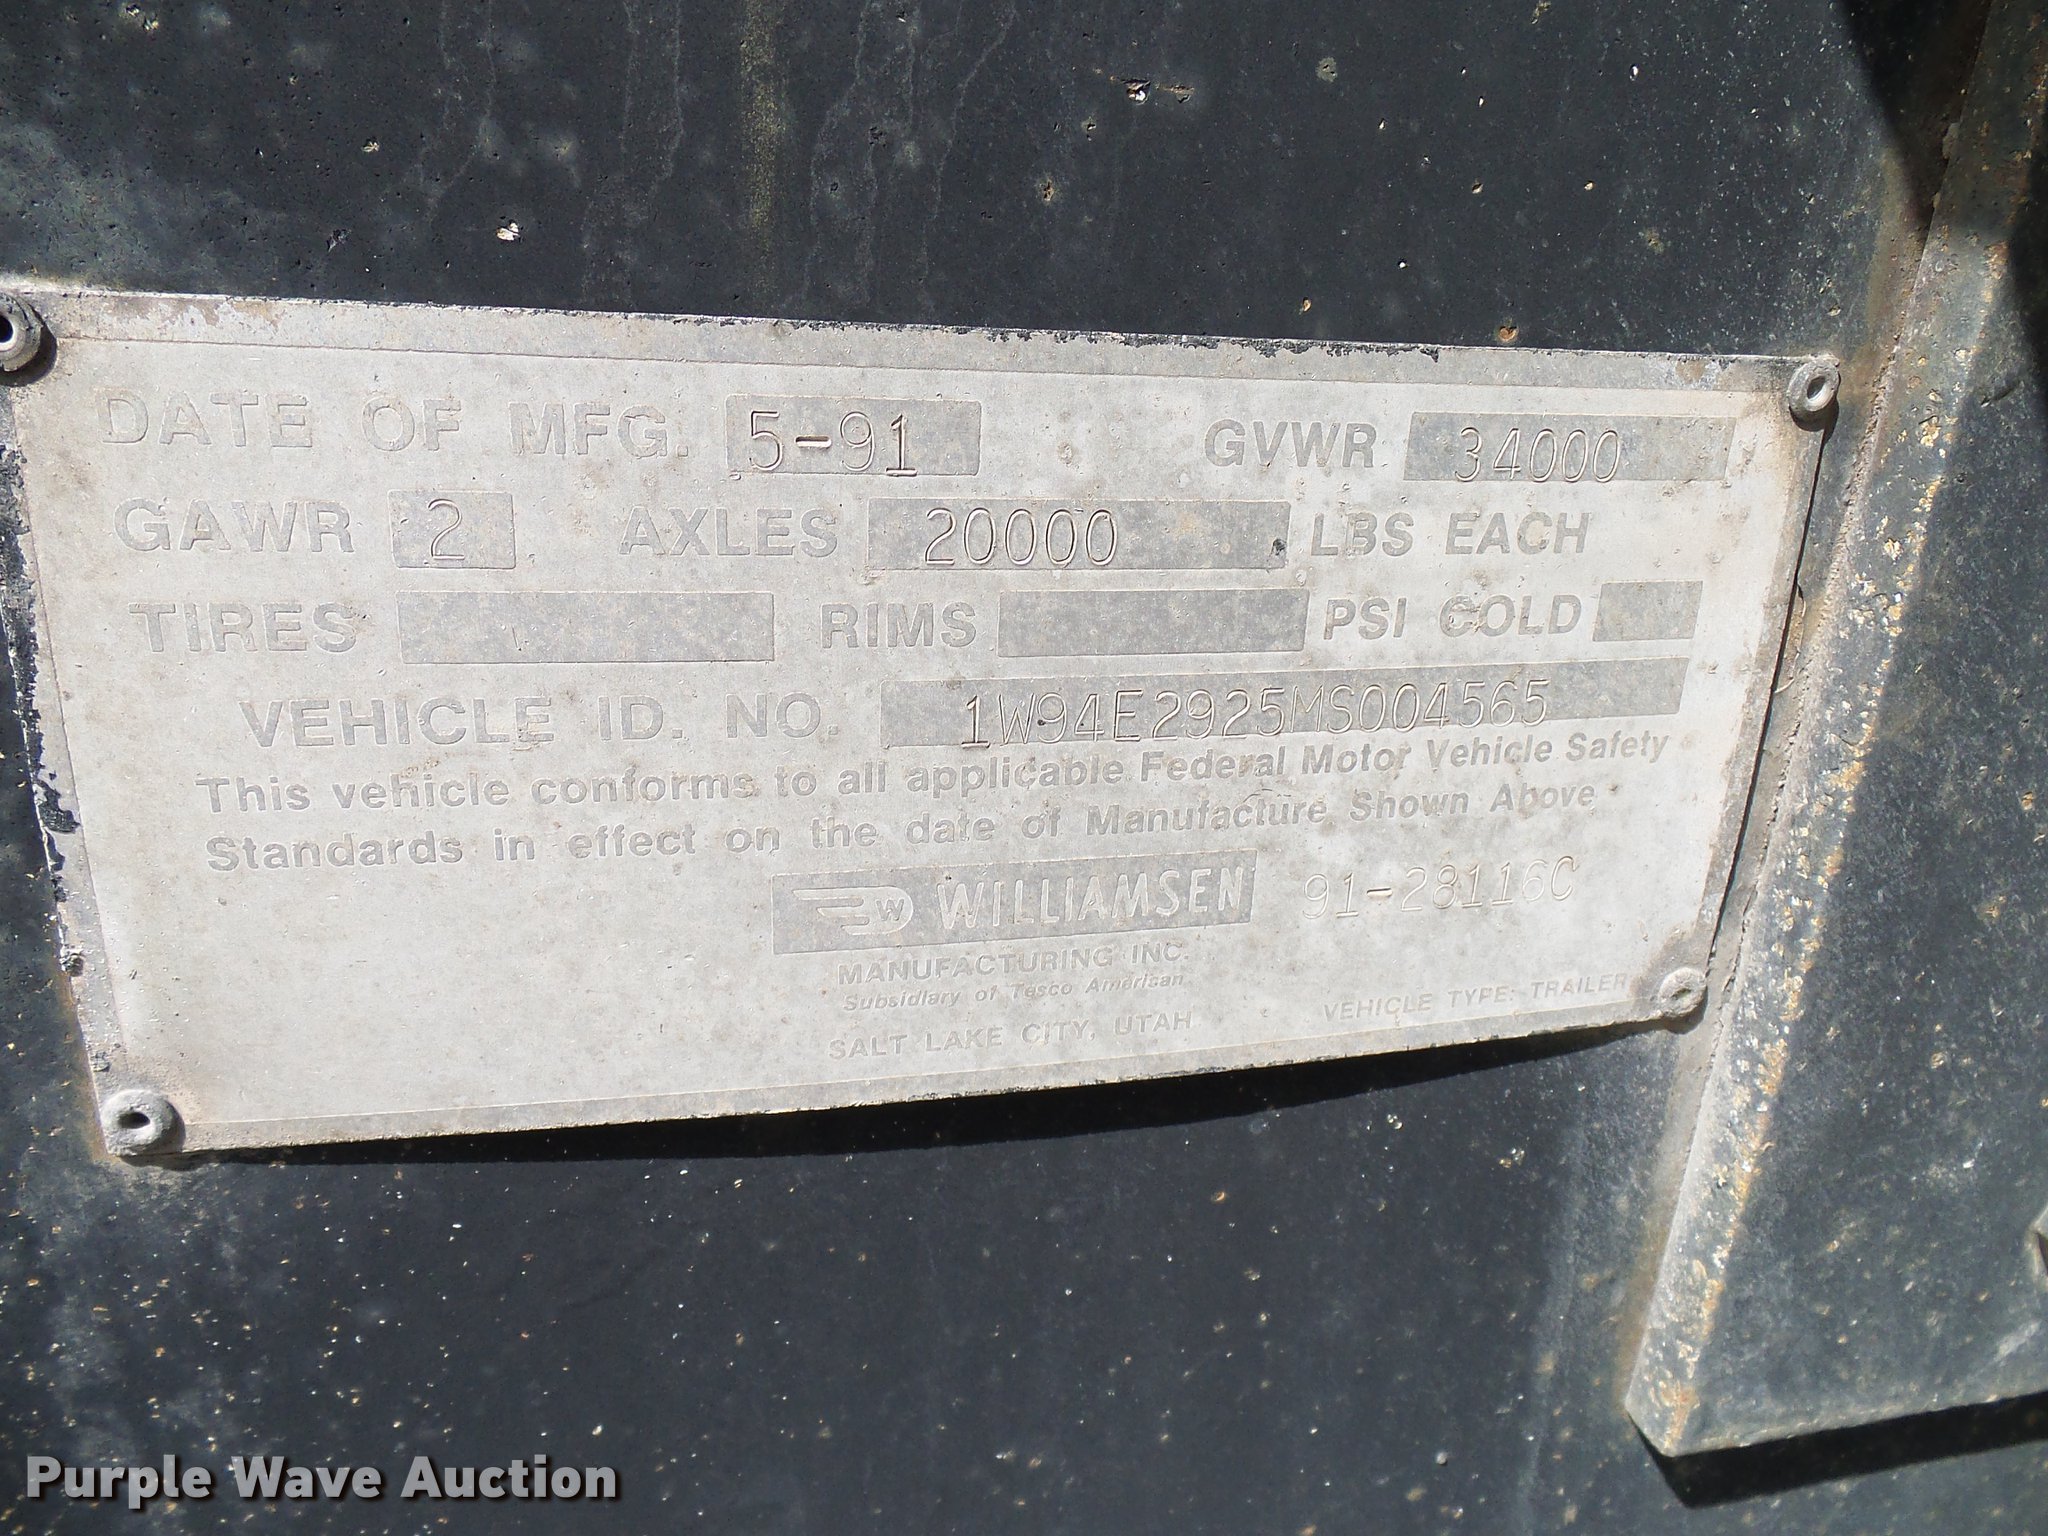 DATE OF MFG. 5-91 GVWR 34000
GAWR 2 AXLES 20000 LBS EACH
TIRES RIMS PSI COLD
VEHICLE ID. NO. 1W94E2925MS004565
This vehicle conforms to all applicable Federal Motor Vehicle Safety
Standards in effect on the date of Manufacture Shown Above
W WILLIAMSEN 91-28116C
MANUFACTURING INC.
Subsidiary of Tesco American
SALT LAKE CITY, UTAH VEHICLE TYPE: TRAILER
Purple Wave Auction